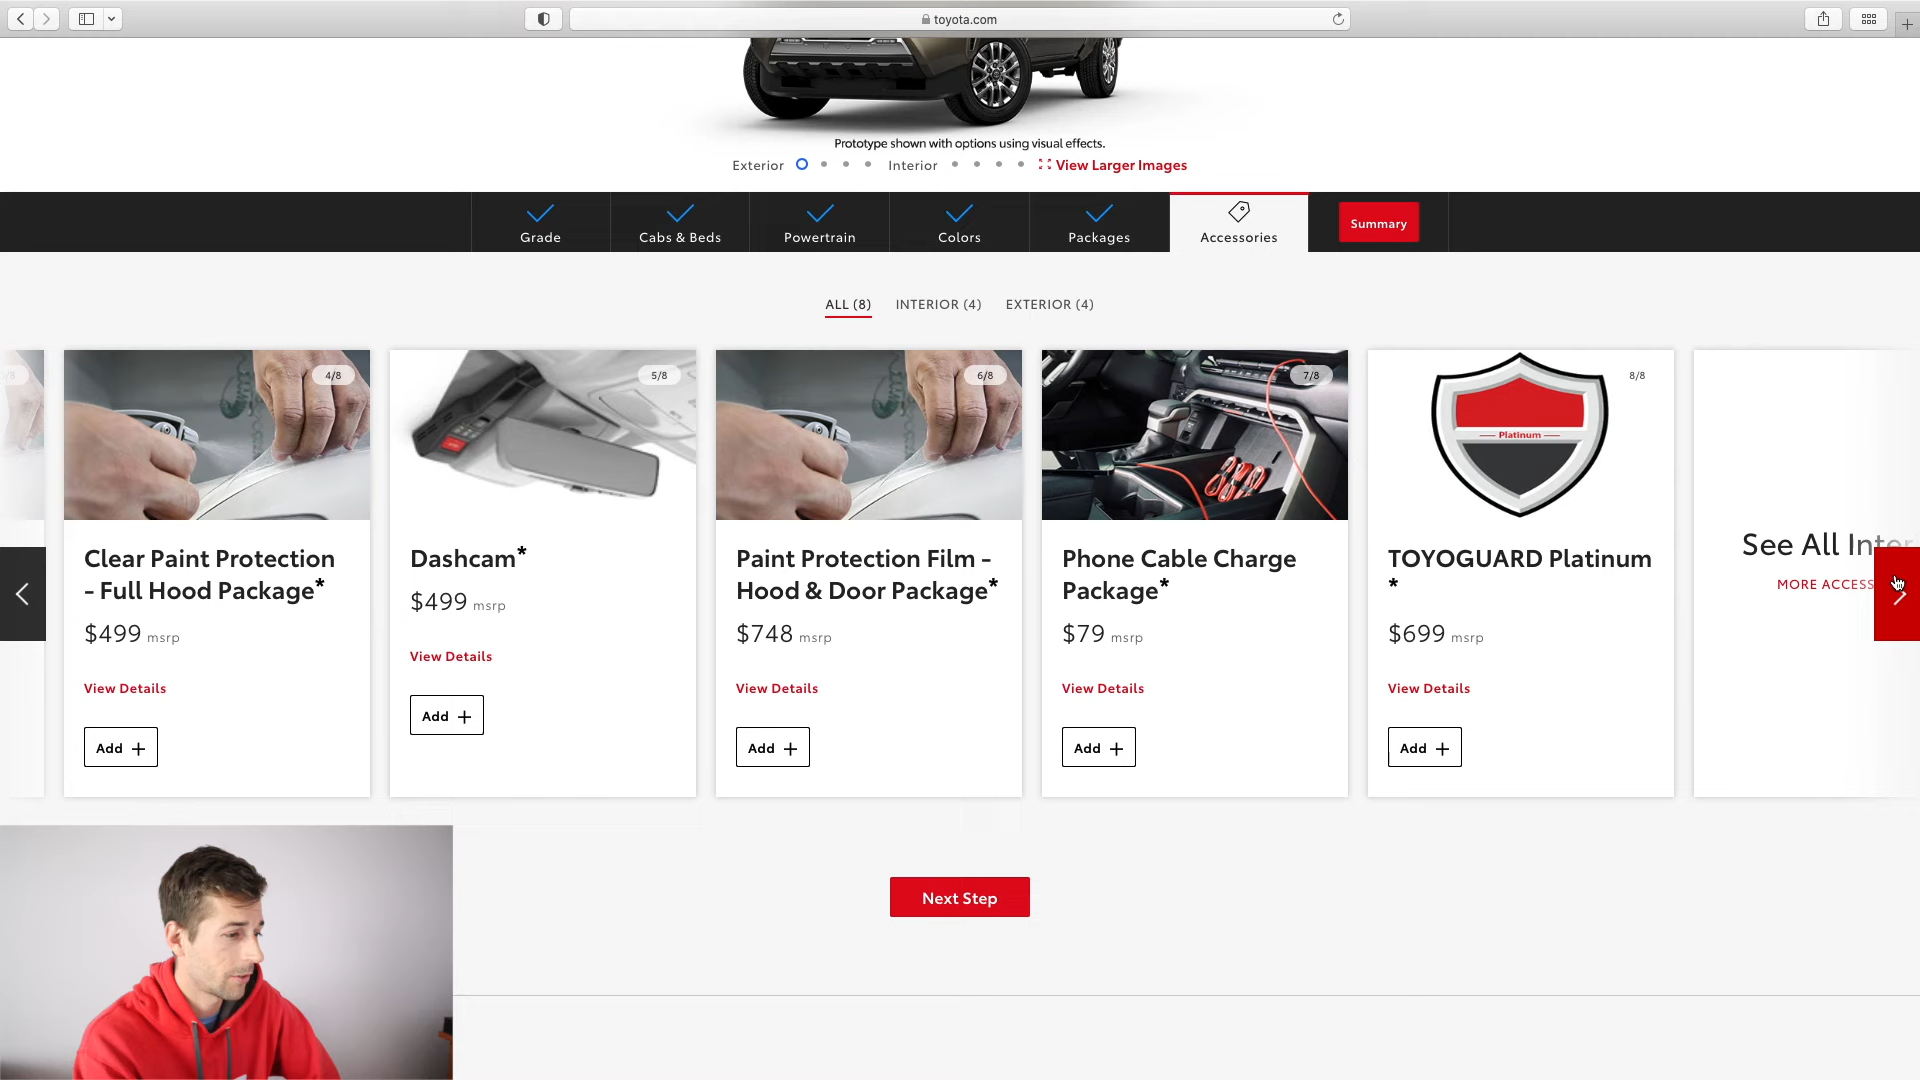 toyota.com
Prototype shown with options using visual effects.
Exterior
Interior
View Larger Images
Grade
Cabs & Beds
Powertrain
Colors
Packages
Accessories
Summary
ALL (8)
INTERIOR (4)
EXTERIOR (4)
4/8
Clear Paint Protection
- Full Hood Package*
$499 msrp
View Details
Add +
5/8
Dashcam*
$499 msrp
View Details
Add +
6/8
Paint Protection Film -
Hood & Door Package*
$748 msrp
View Details
Add +
7/8
Phone Cable Charge
Package*
$79 msrp
View Details
Add +
8/8
Platinum
TOYOGUARD Platinum
*
$699 msrp
View Details
Add +
See All Inter
MORE ACCESS
Next Step